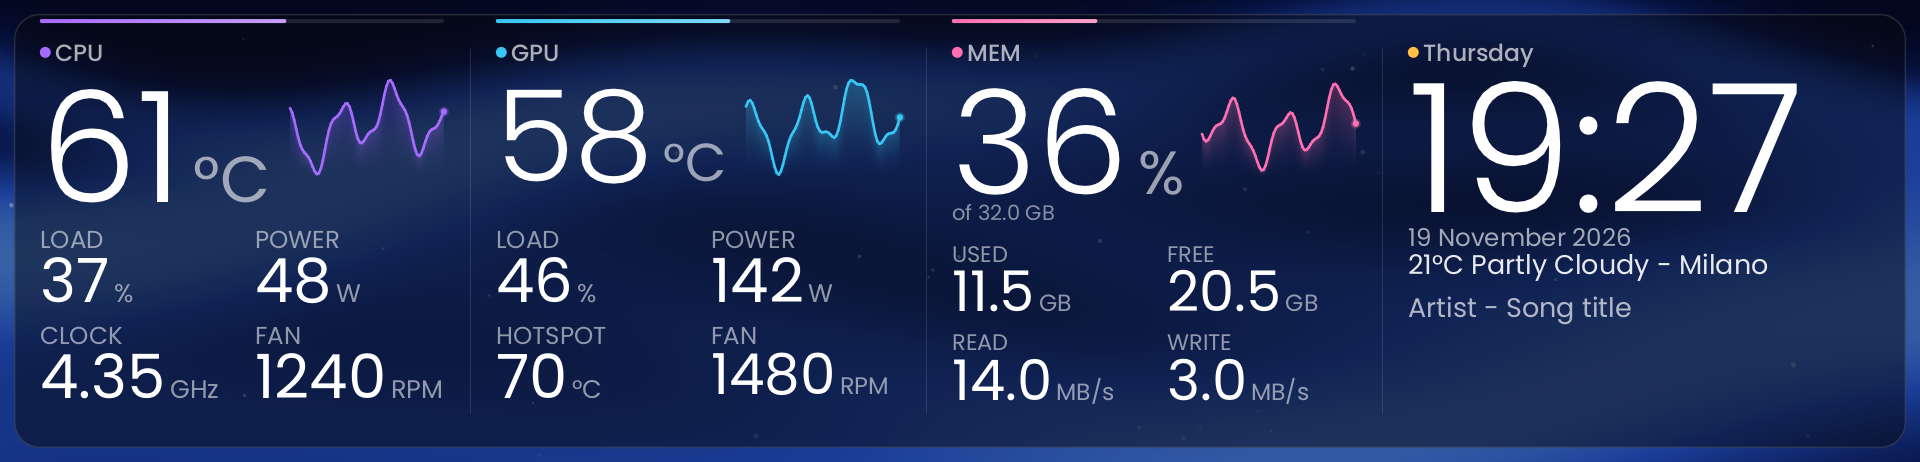 CPU
61 °C
LOAD POWER
37 % 48 W
CLOCK FAN
4.35 GHz 1240 RPM
GPU
58 °C
LOAD POWER
46 % 142 W
HOTSPOT FAN
70 °C 1480 RPM
MEM
36 %
of 32.0 GB
USED FREE
11.5 GB 20.5 GB
READ WRITE
14.0 MB/s 3.0 MB/s
Thursday
19:27
19 November 2026
21°C Partly Cloudy - Milano
Artist - Song title